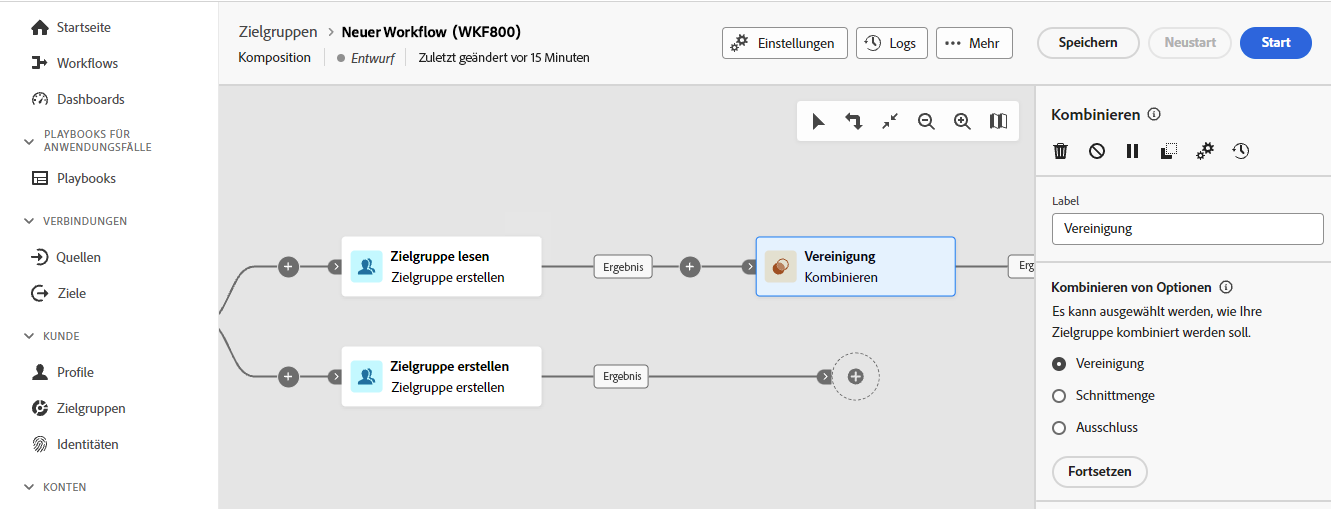 Startseite
Workflows
Dashboards
PLAYBOOKS FÜR
ANWENDUNGSFÄLLE
Playbooks
VERBINDUNGEN
Quellen
Ziele
KUNDE
Profile
Zielgruppen
Identitäten
KONTEN
Zielgruppen > Neuer Workflow (WKF800)
Komposition Entwurf Zuletzt geändert vor 15 Minuten
Einstellungen Logs Mehr Speichern Neustart Start
Zielgruppe lesen
Zielgruppe erstellen
Ergebnis
Vereinigung
Kombinieren
Erg
Zielgruppe erstellen
Zielgruppe erstellen
Ergebnis
Kombinieren
Label
Vereinigung
Kombinieren von Optionen
Es kann ausgewählt werden, wie Ihre
Zielgruppe kombiniert werden soll.
Vereinigung
Schnittmenge
Ausschluss
Fortsetzen